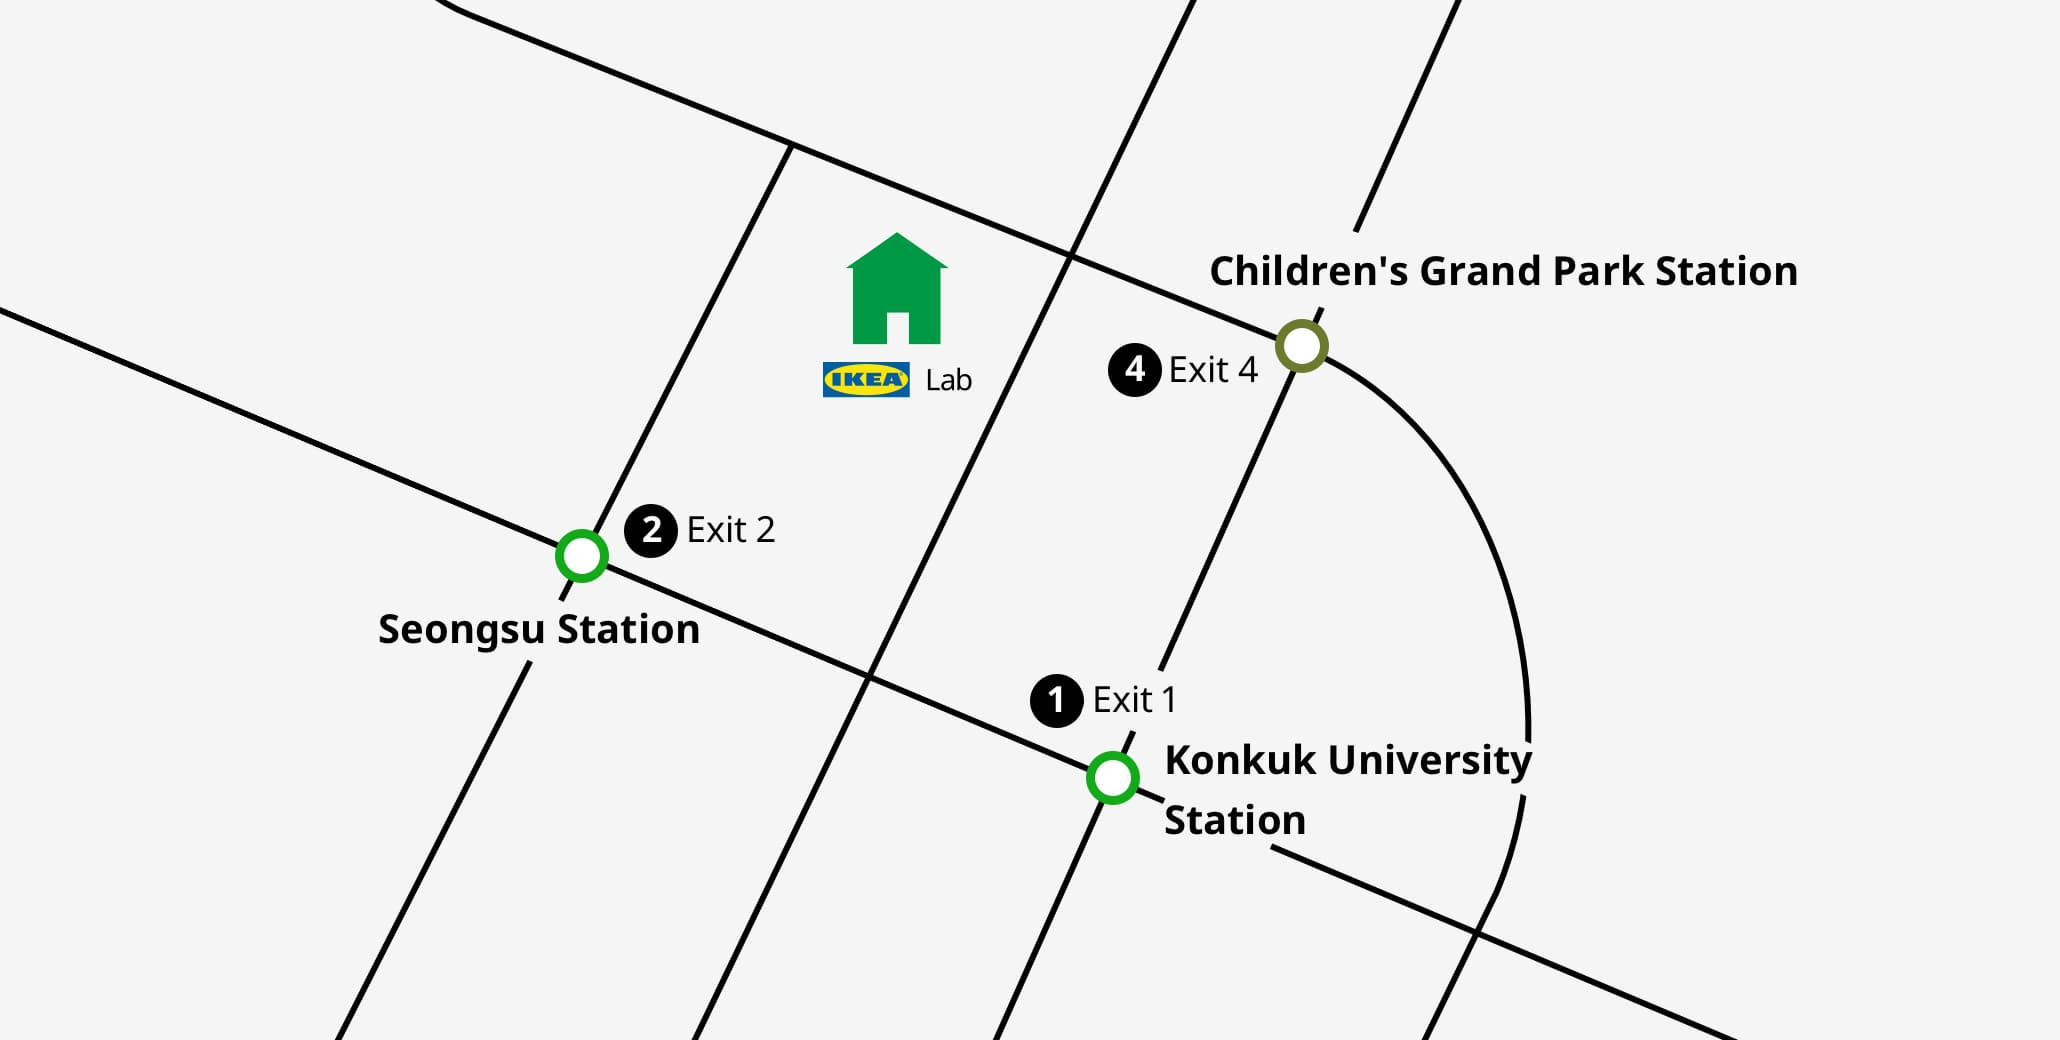 Children's Grand Park Station
4 Exit 4
IKEA Lab
2 Exit 2
Seongsu Station
1 Exit 1
Konkuk University
Station